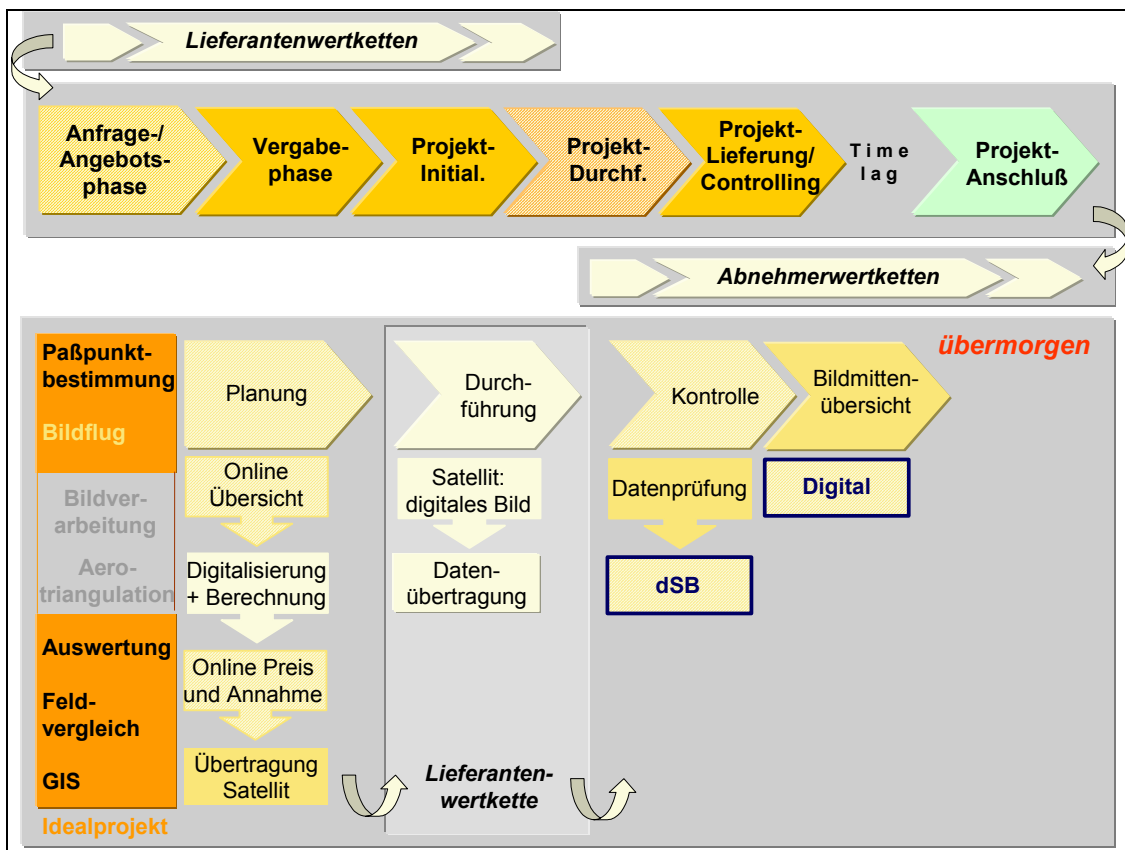 Lieferantenwertketten
Anfrage-/
Angebots-
phase
Vergabe-
phase
Projekt-
Initial.
Projekt-
Durchf.
Projekt-
Lieferung/
Controlling
Time
lag
Projekt-
Anschluß
Abnehmerwertketten
übermorgen
Paßpunkt-
bestimmung
Bildflug
Bildver-
arbeitung
Aero-
triangulation
Auswertung
Feld-
vergleich
GIS
Idealprojekt
Planung
Online
Übersicht
Digitalisierung
+ Berechnung
Online Preis
und Annahme
Übertragung
Satellit
Durch-
führung
Satellit:
digitales Bild
Daten-
übertragung
Lieferanten-
wertkette
Kontrolle
Datenprüfung
dSB
Bildmitten-
übersicht
Digital